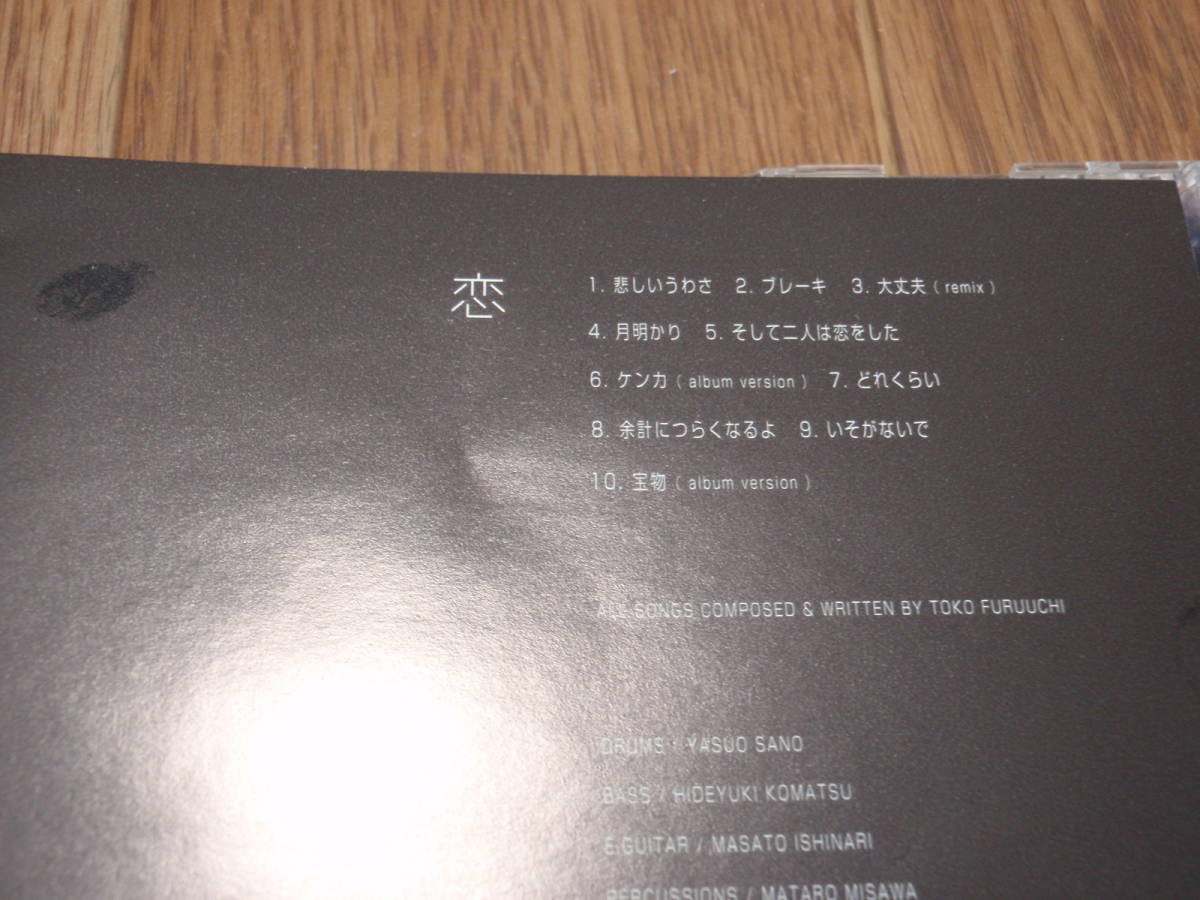 恋
1. 悲しいうわさ 2. ブレーキ 3. 大丈夫 ( remix )
4. 月明かり 5. そして二人は恋をした
6. ケンカ ( album version ) 7. どれくらい
8. 余計につらくなるよ 9. いそがないで
10. 宝物 ( album version )
ALL SONGS COMPOSED & WRITTEN BY TOKO FURUUCHI
DRUMS / YASUO SANO
BASS / HIDEYUKI KOMATSU
E.GUITAR / MASATO ISHINARI
PERCUSSIONS / MATARO MISAWA